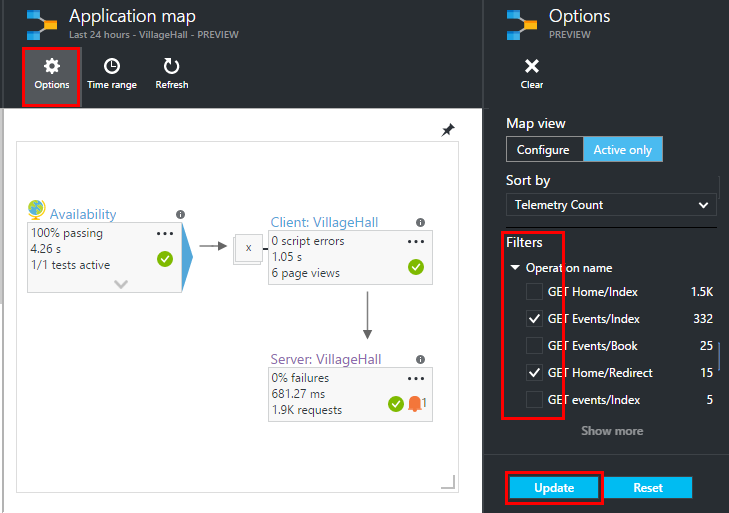 Application map
Last 24 hours - VillageHall - PREVIEW
Options
Time range
Refresh
Availability
100% passing
4.26 s
1/1 tests active
x
Client: VillageHall
0 script errors
1.05 s
6 page views
Server: VillageHall
0% failures
681.27 ms
1.9K requests
1
Options
PREVIEW
Clear
Map view
Configure
Active only
Sort by
Telemetry Count
Filters
Operation name
GET Home/Index 1.5K
GET Events/Index 332
GET Events/Book 25
GET Home/Redirect 15
GET events/Index 5
Show more
Update
Reset